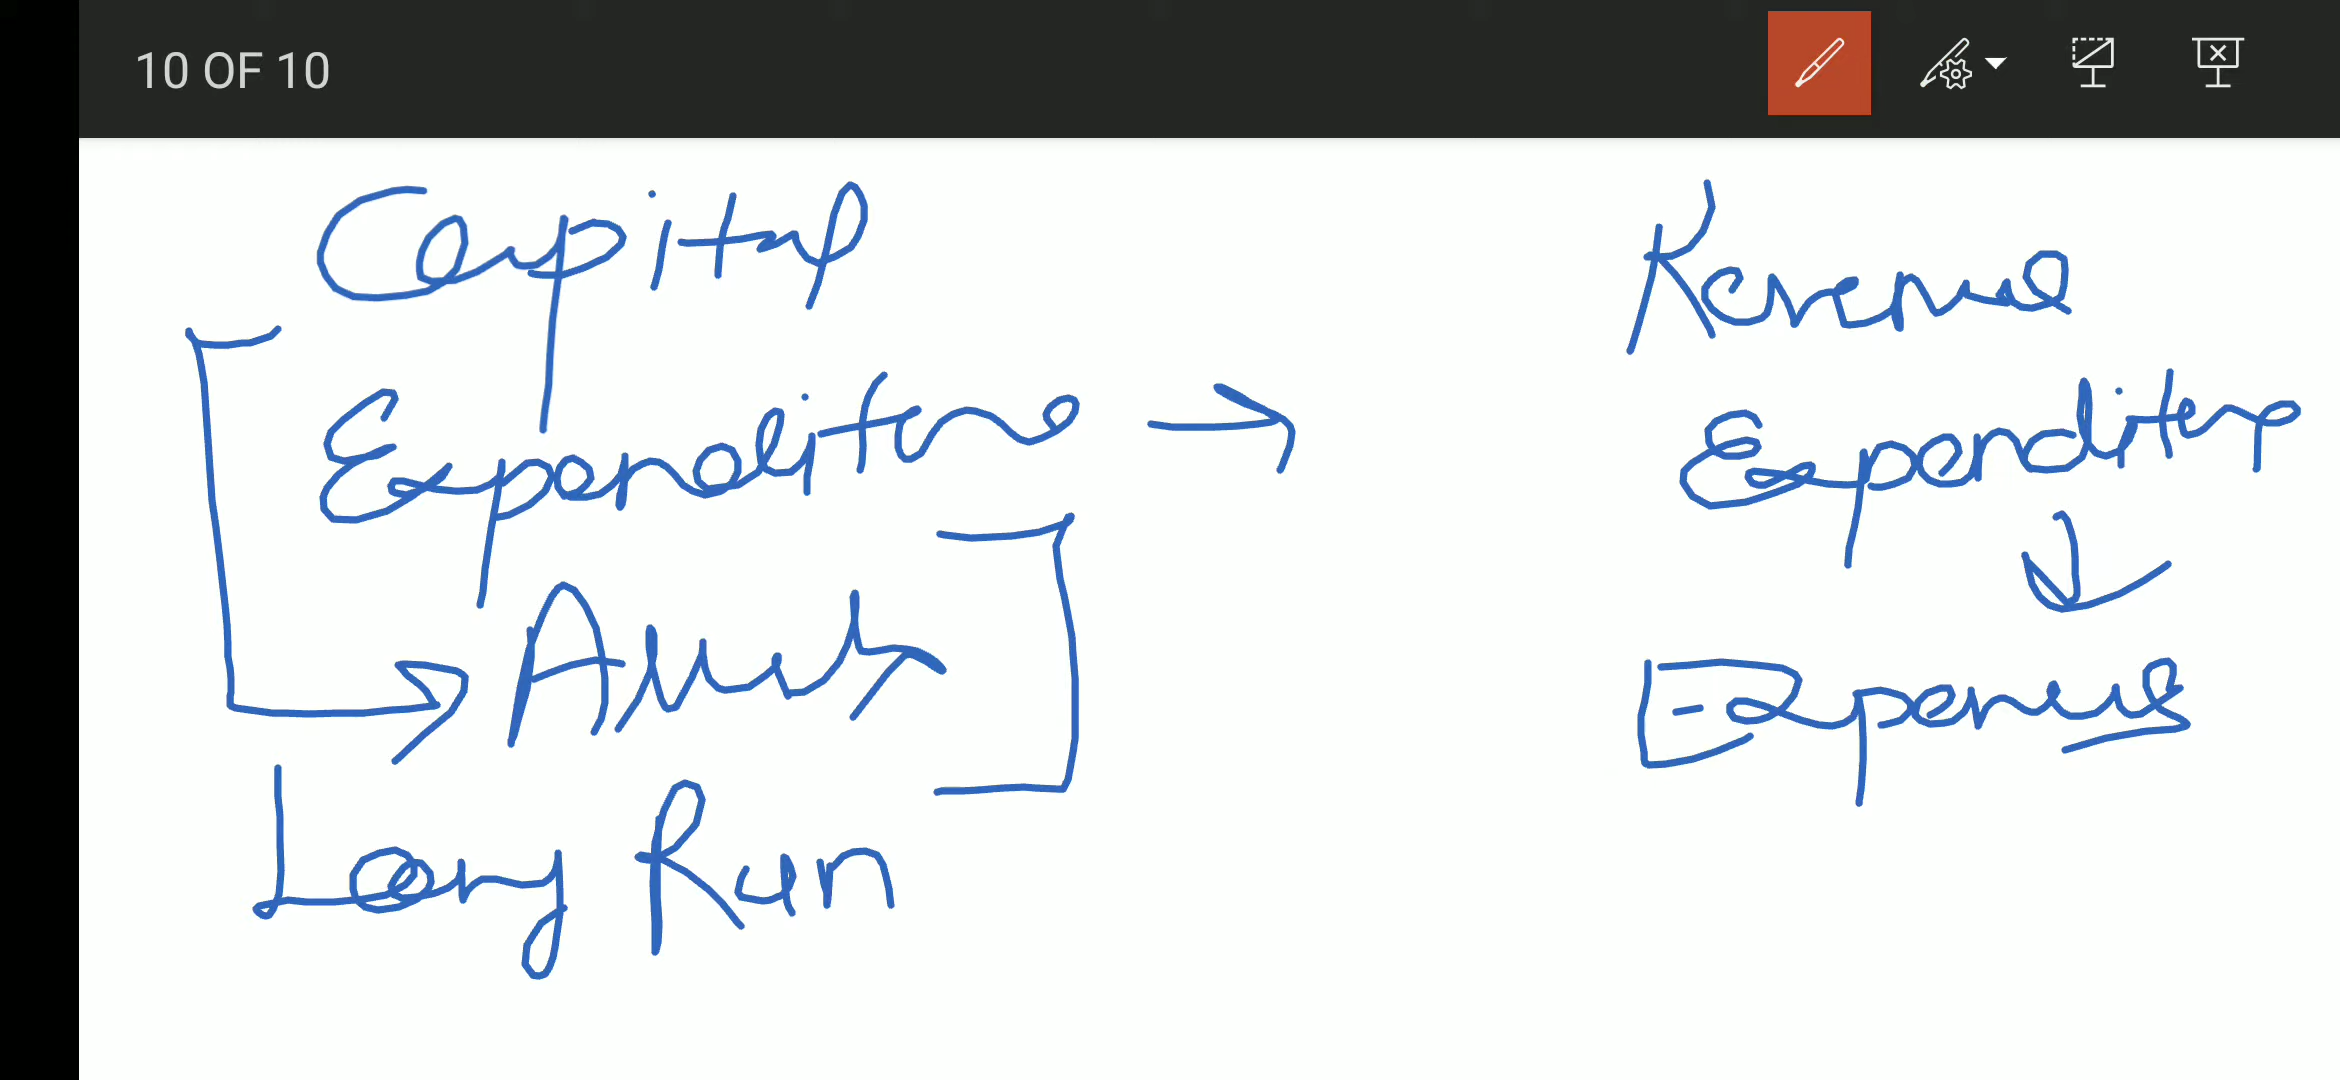 10 OF 10
Capital
Expenditure →
→ Assets
Long Run
Revenue
Expenditure
↓
Expenses